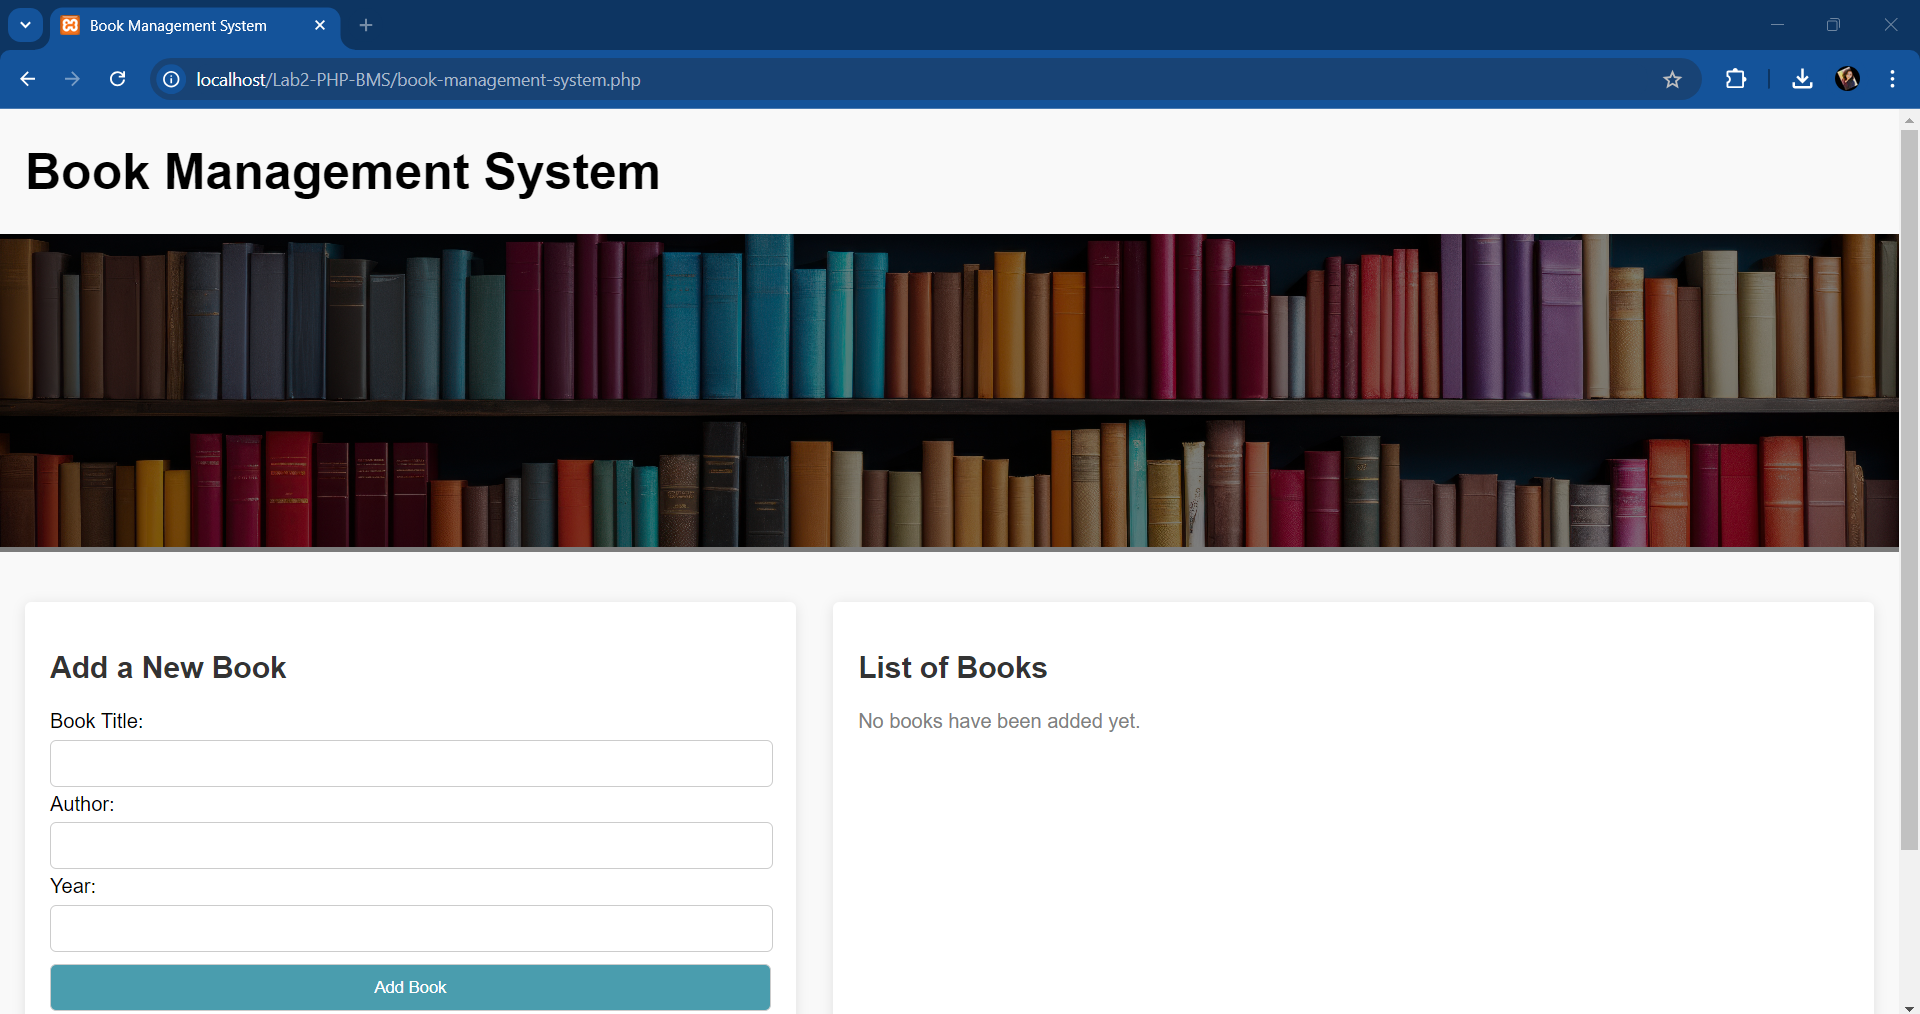 Book Management System
localhost/Lab2-PHP-BMS/book-management-system.php
Book Management System
Add a New Book
Book Title:
Author:
Year:
Add Book
List of Books
No books have been added yet.